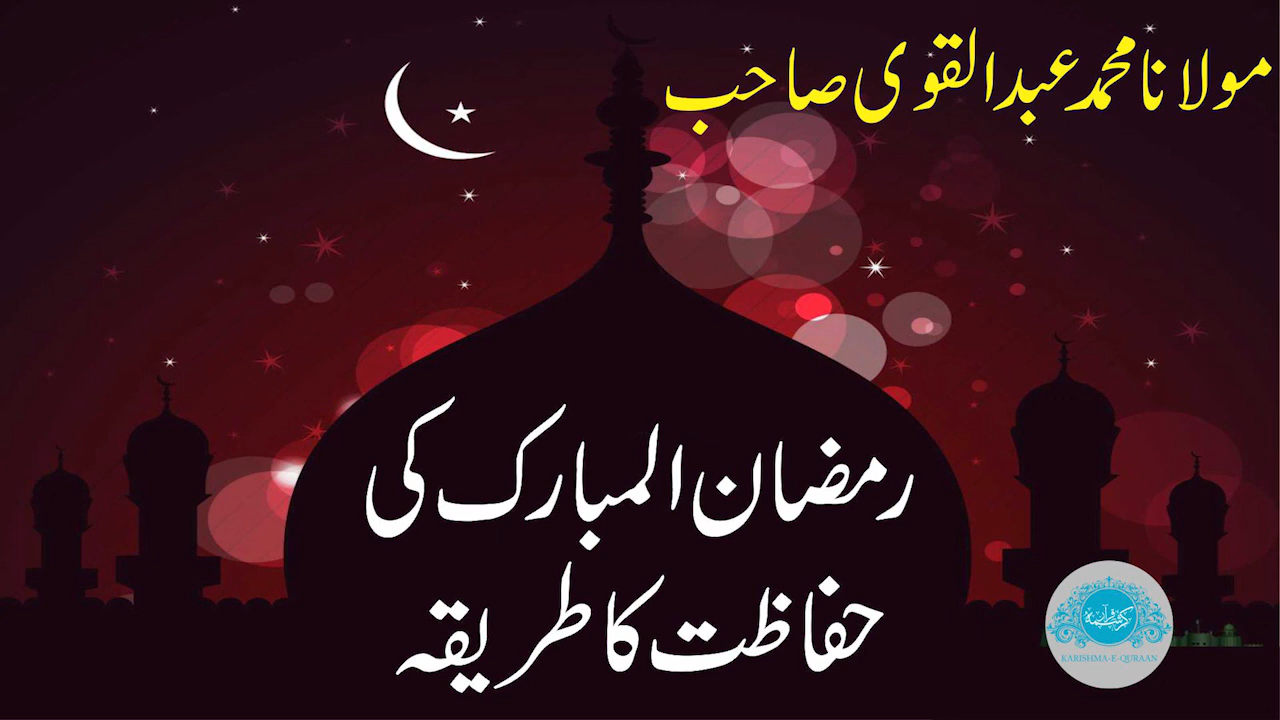 مولانا محمد عبدالقوی صاحب
رمضان المبارک کی
حفاظت کا طریقہ
KARISHMA-E-QURAAN